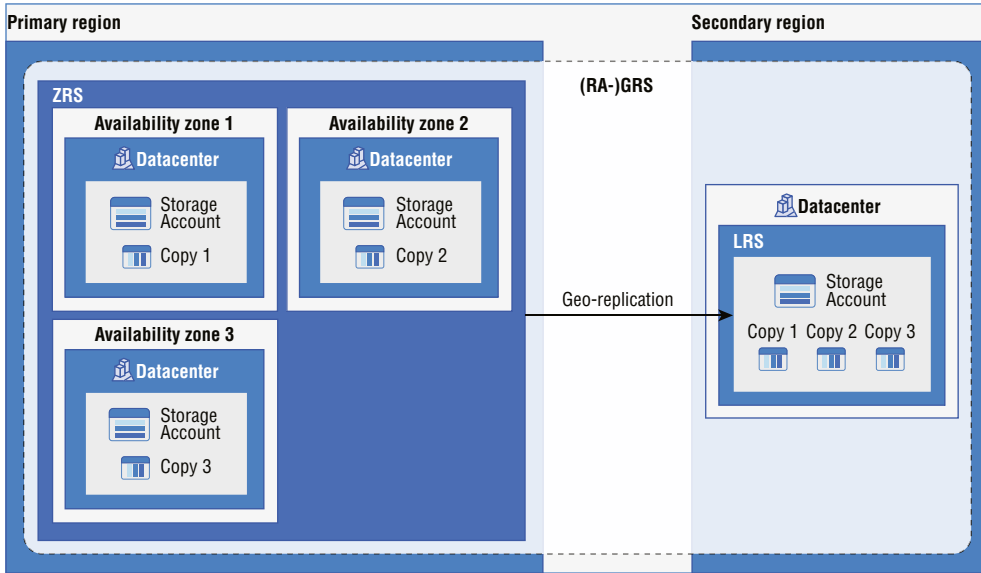 Primary region
Secondary region
(RA-)GRS
ZRS
Availability zone 1
Datacenter
Storage
Account
Copy 1
Availability zone 2
Datacenter
Storage
Account
Copy 2
Availability zone 3
Datacenter
Storage
Account
Copy 3
Geo-replication
Datacenter
LRS
Storage
Account
Copy 1 Copy 2 Copy 3